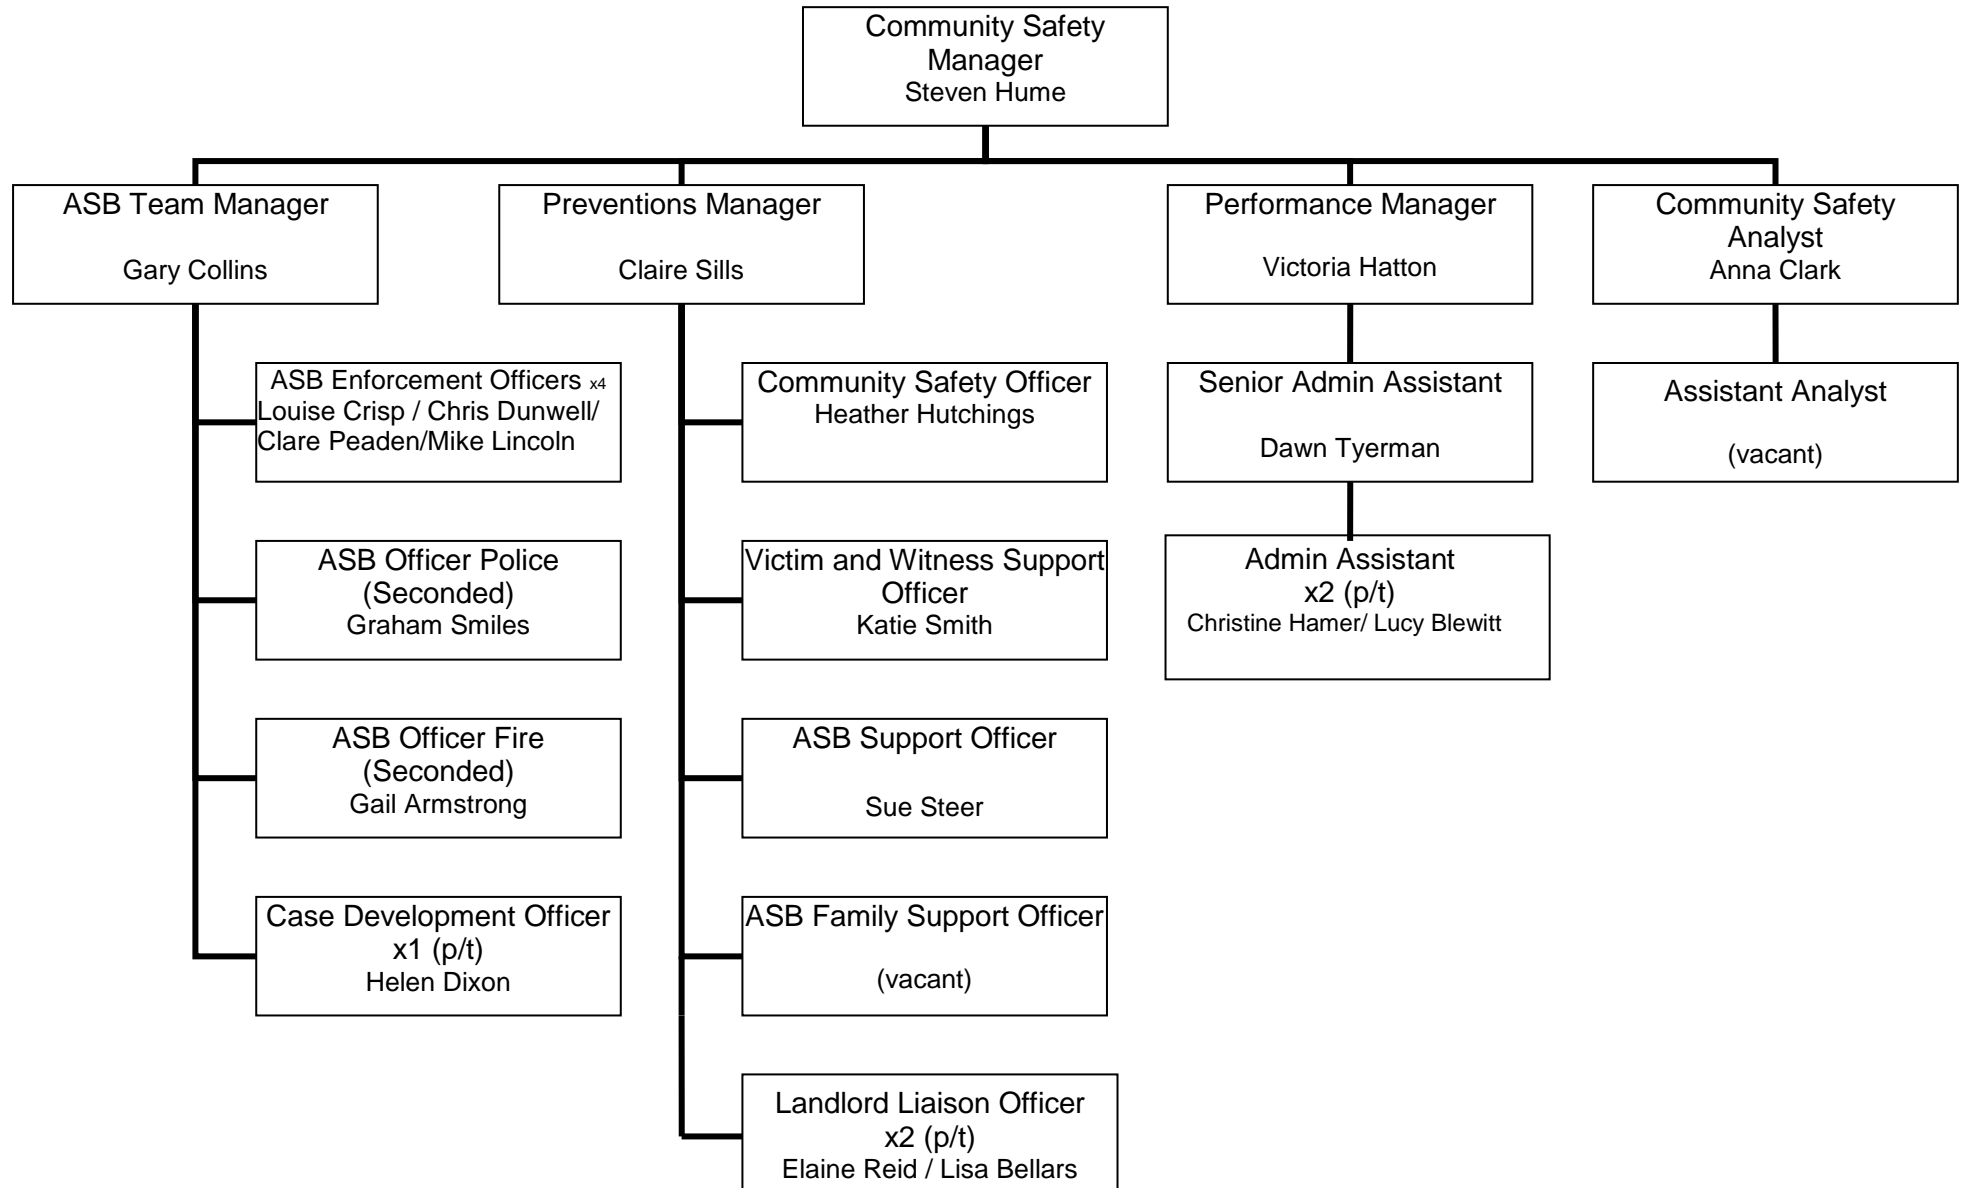 Community Safety
Manager
Steven Hume
ASB Team Manager
Gary Collins
Preventions Manager
Claire Sills
Performance Manager
Victoria Hatton
Community Safety
Analyst
Anna Clark
ASB Enforcement Officers x4
Louise Crisp / Chris Dunwell/
Clare Peaden/Mike Lincoln
Community Safety Officer
Heather Hutchings
Senior Admin Assistant
Dawn Tyerman
Assistant Analyst
(vacant)
ASB Officer Police
(Seconded)
Graham Smiles
Victim and Witness Support
Officer
Katie Smith
Admin Assistant
x2 (p/t)
Christine Hamer/ Lucy Blewitt
ASB Officer Fire
(Seconded)
Gail Armstrong
ASB Support Officer
Sue Steer
Case Development Officer
x1 (p/t)
Helen Dixon
ASB Family Support Officer
(vacant)
Landlord Liaison Officer
x2 (p/t)
Elaine Reid / Lisa Bellars